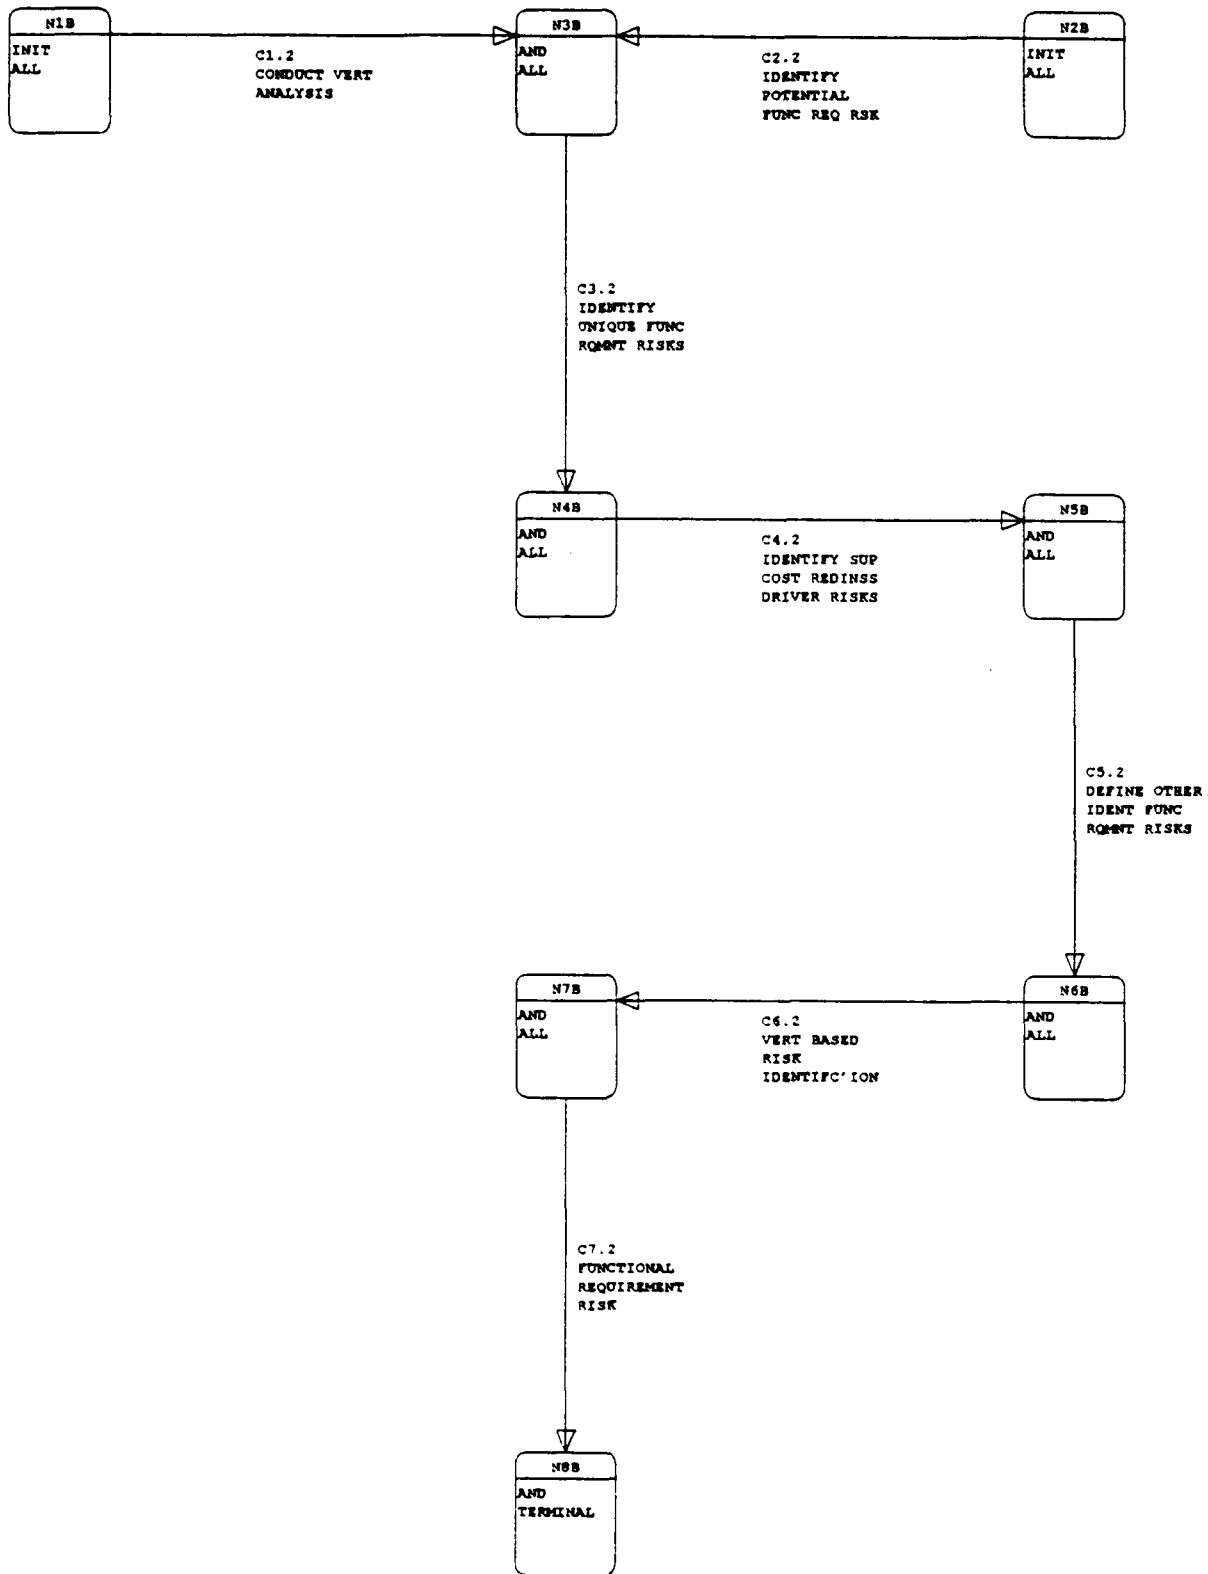 N1B
INIT
ALL
C1.2
CONDUCT VERT
ANALYSIS
N3B
AND
ALL
C2.2
IDENTIFY
POTENTIAL
FUNC REQ RSK
N2B
INIT
ALL
C3.2
IDENTIFY
UNIQUE FUNC
RQMNT RISKS
N4B
AND
ALL
C4.2
IDENTIFY SUP
COST REDINSS
DRIVER RISKS
N5B
AND
ALL
C5.2
DEFINE OTHER
IDENT FUNC
RQMNT RISKS
N7B
AND
ALL
C6.2
VERT BASED
RISK
IDENTIFC'ION
N6B
AND
ALL
C7.2
FUNCTIONAL
REQUIREMENT
RISK
N8B
AND
TERMINAL